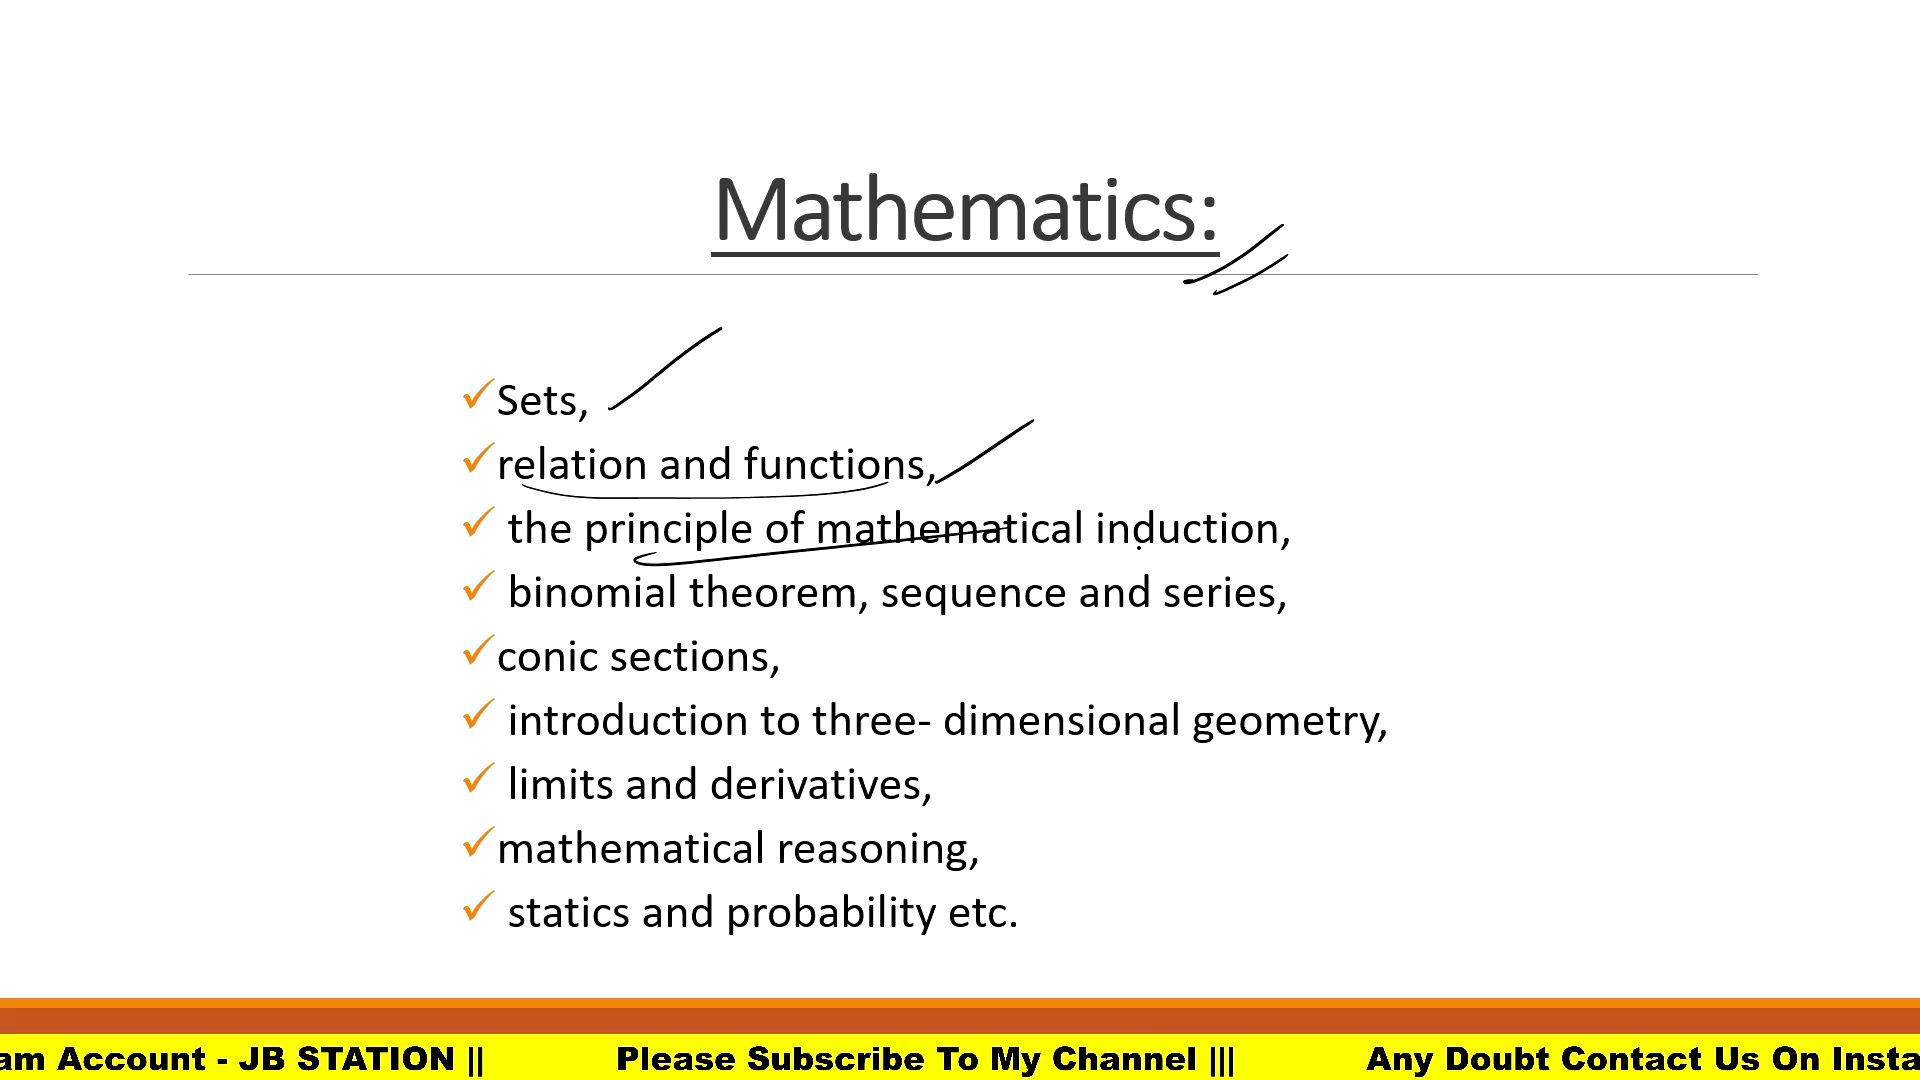 Mathematics:
Sets,
relation and functions,
the principle of mathematical induction,
binomial theorem, sequence and series,
conic sections,
introduction to three- dimensional geometry,
limits and derivatives,
mathematical reasoning,
statics and probability etc.
am Account - JB STATION || Please Subscribe To My Channel ||| Any Doubt Contact Us On Insta